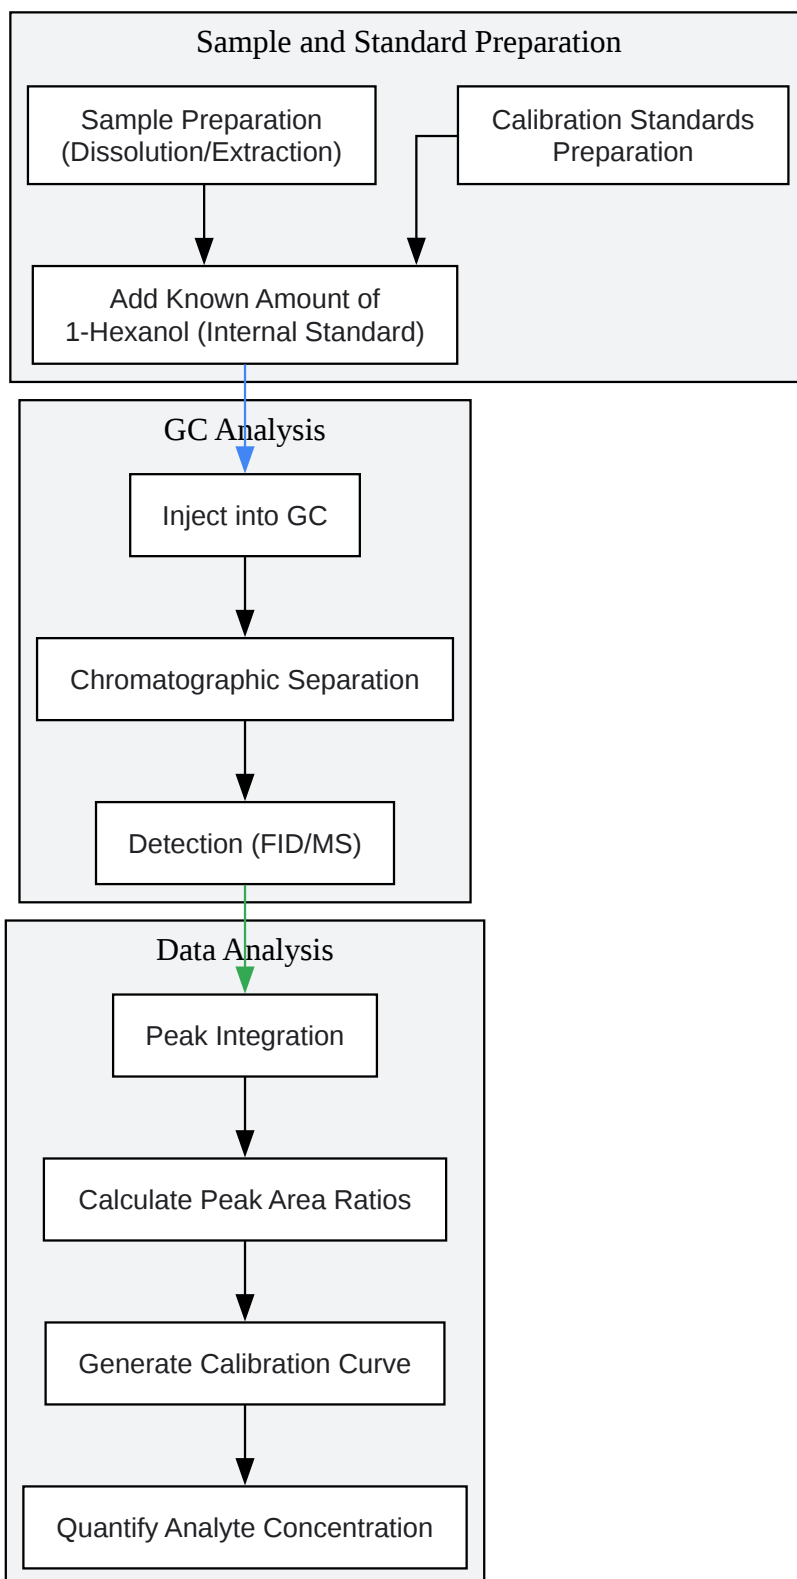 Sample and Standard Preparation
Sample Preparation
(Dissolution/Extraction)
Calibration Standards
Preparation
Add Known Amount of
1-Hexanol (Internal Standard)
GC Analysis
Inject into GC
Chromatographic Separation
Detection (FID/MS)
Data Analysis
Peak Integration
Calculate Peak Area Ratios
Generate Calibration Curve
Quantify Analyte Concentration